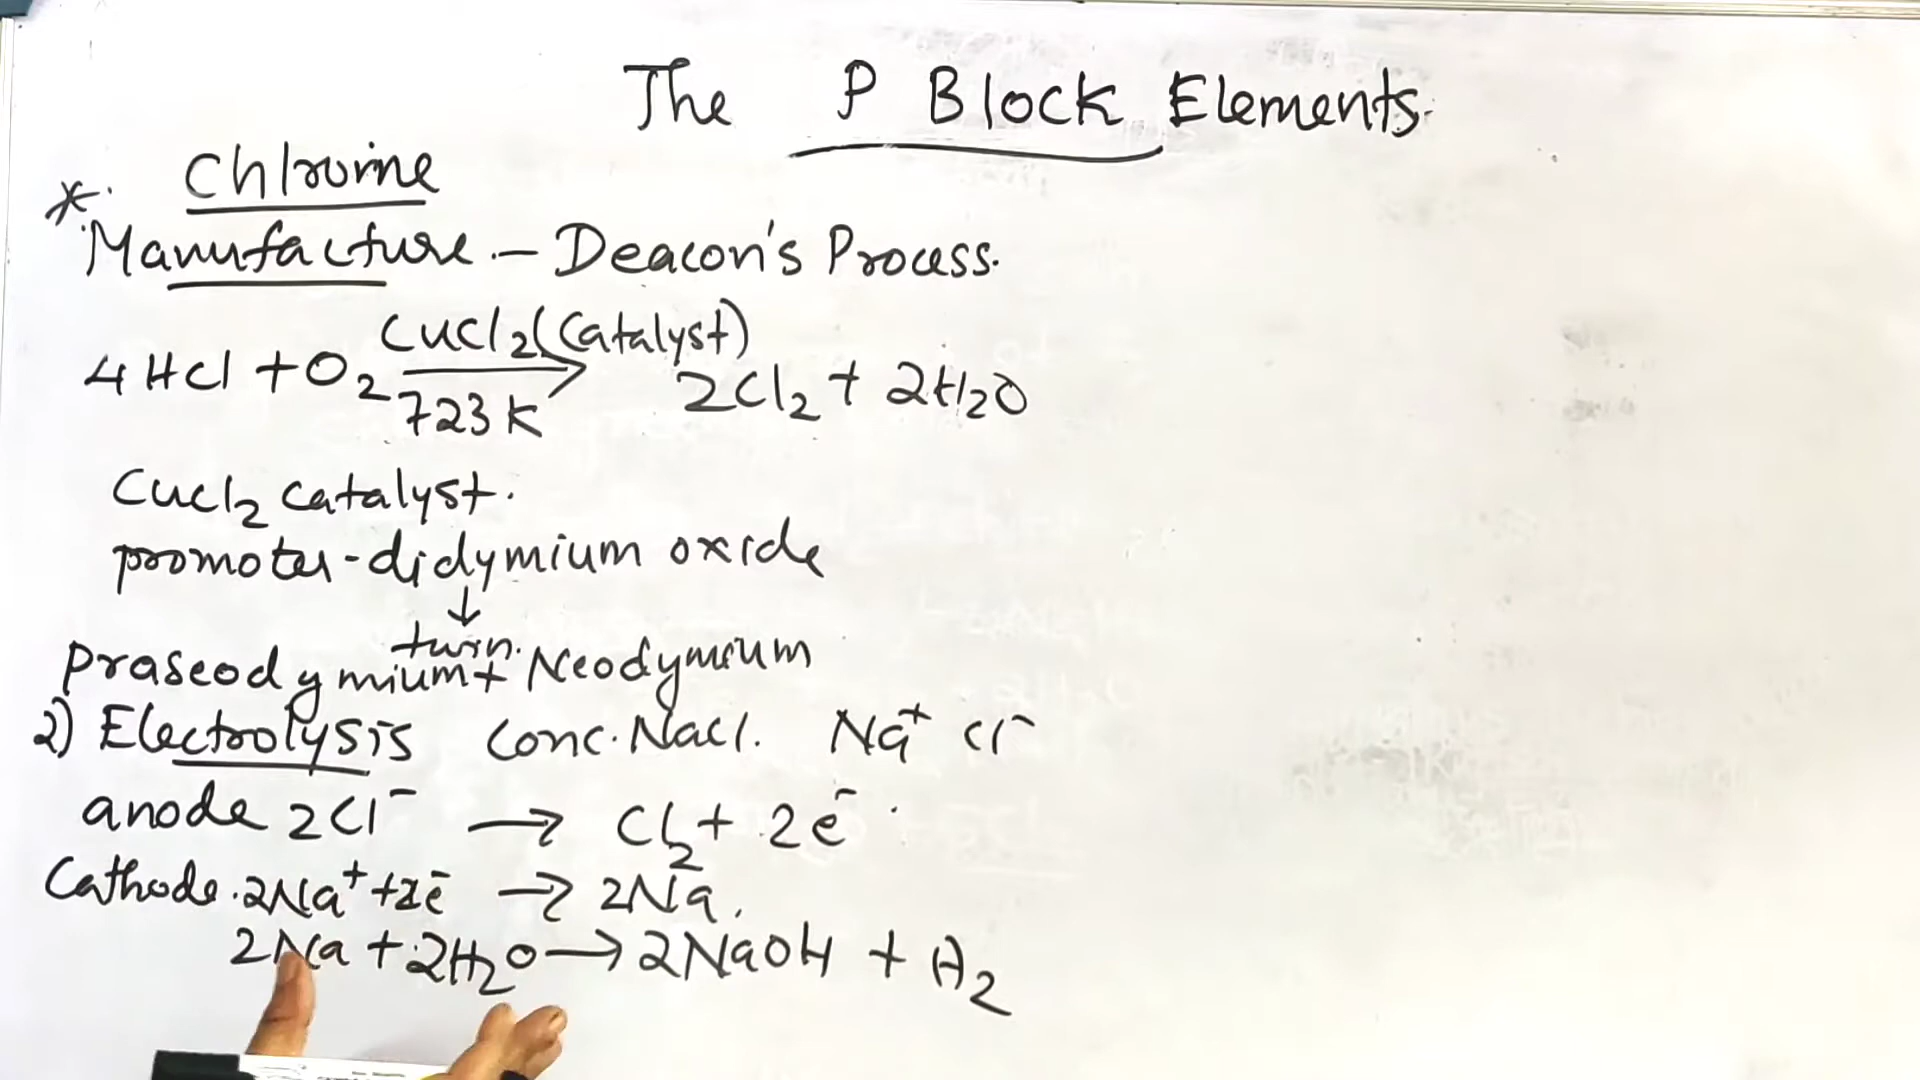 The P Block Elements.
* Chlorine
Manufacture - Deacon's Process.
4HCl + O2 → 2Cl2 + 2H2O
CuCl2 (Catalyst)
723 K
CuCl2 catalyst.
promoter - didymium oxide
↓
twin.
Praseodymium + Neodymium
2) Electrolysis conc. NaCl. Na+ Cl-
anode 2Cl- → Cl2 + 2e-.
Cathode. 2Na+ + 2e- → 2Na.
2Na + 2H2O → 2NaOH + H2